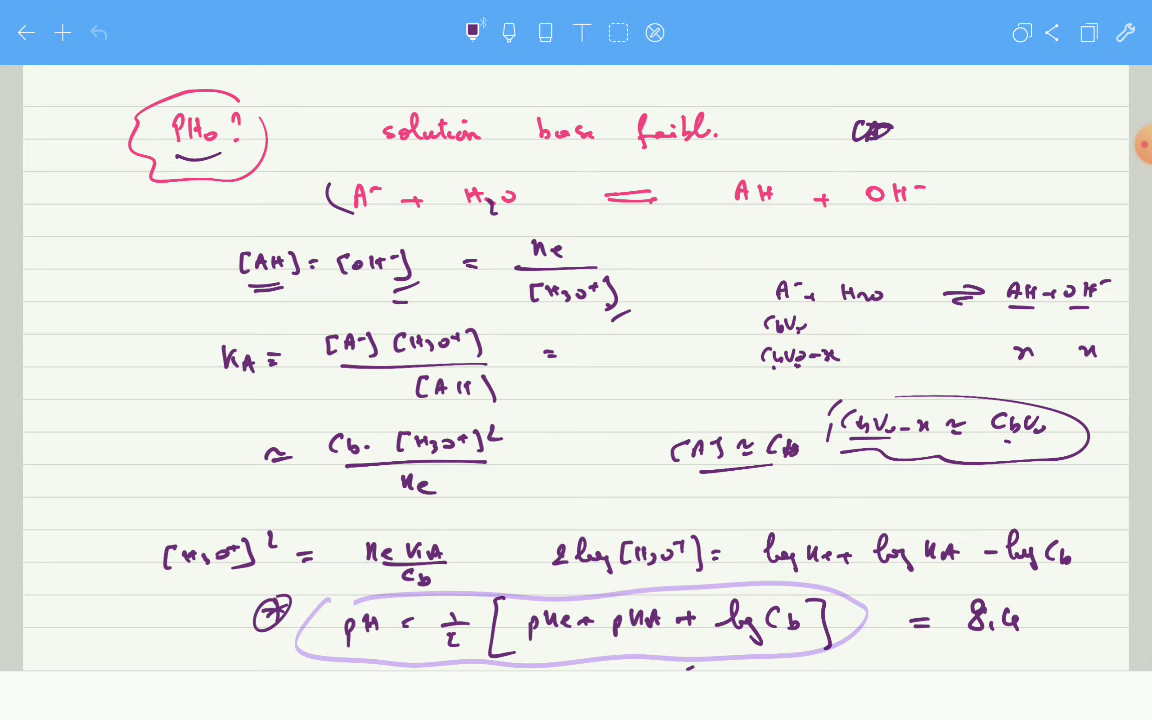 pH₀ ?
solution base faibl.
A⁻ + H₂O ⇌ AH + OH⁻
[AH] = [OH⁻] = Ke / [H₃O⁺]
A⁻ + H₂O ⇌ AH + OH⁻
CbV₀
CbV₀-x x x
KA = [A⁻] [H₃O⁺] / [AH] =
≃ Cb. [H₃O⁺]² / Ke
[A⁻] ≃ Cb
CbV₀-x ≃ CbV₀
[H₃O⁺]² = Ke KA / Cb
2 log [H₃O⁺] = log Ke + log KA - log Cb
* pH = 1/2 [pKe + pKA + log Cb] = 8,4